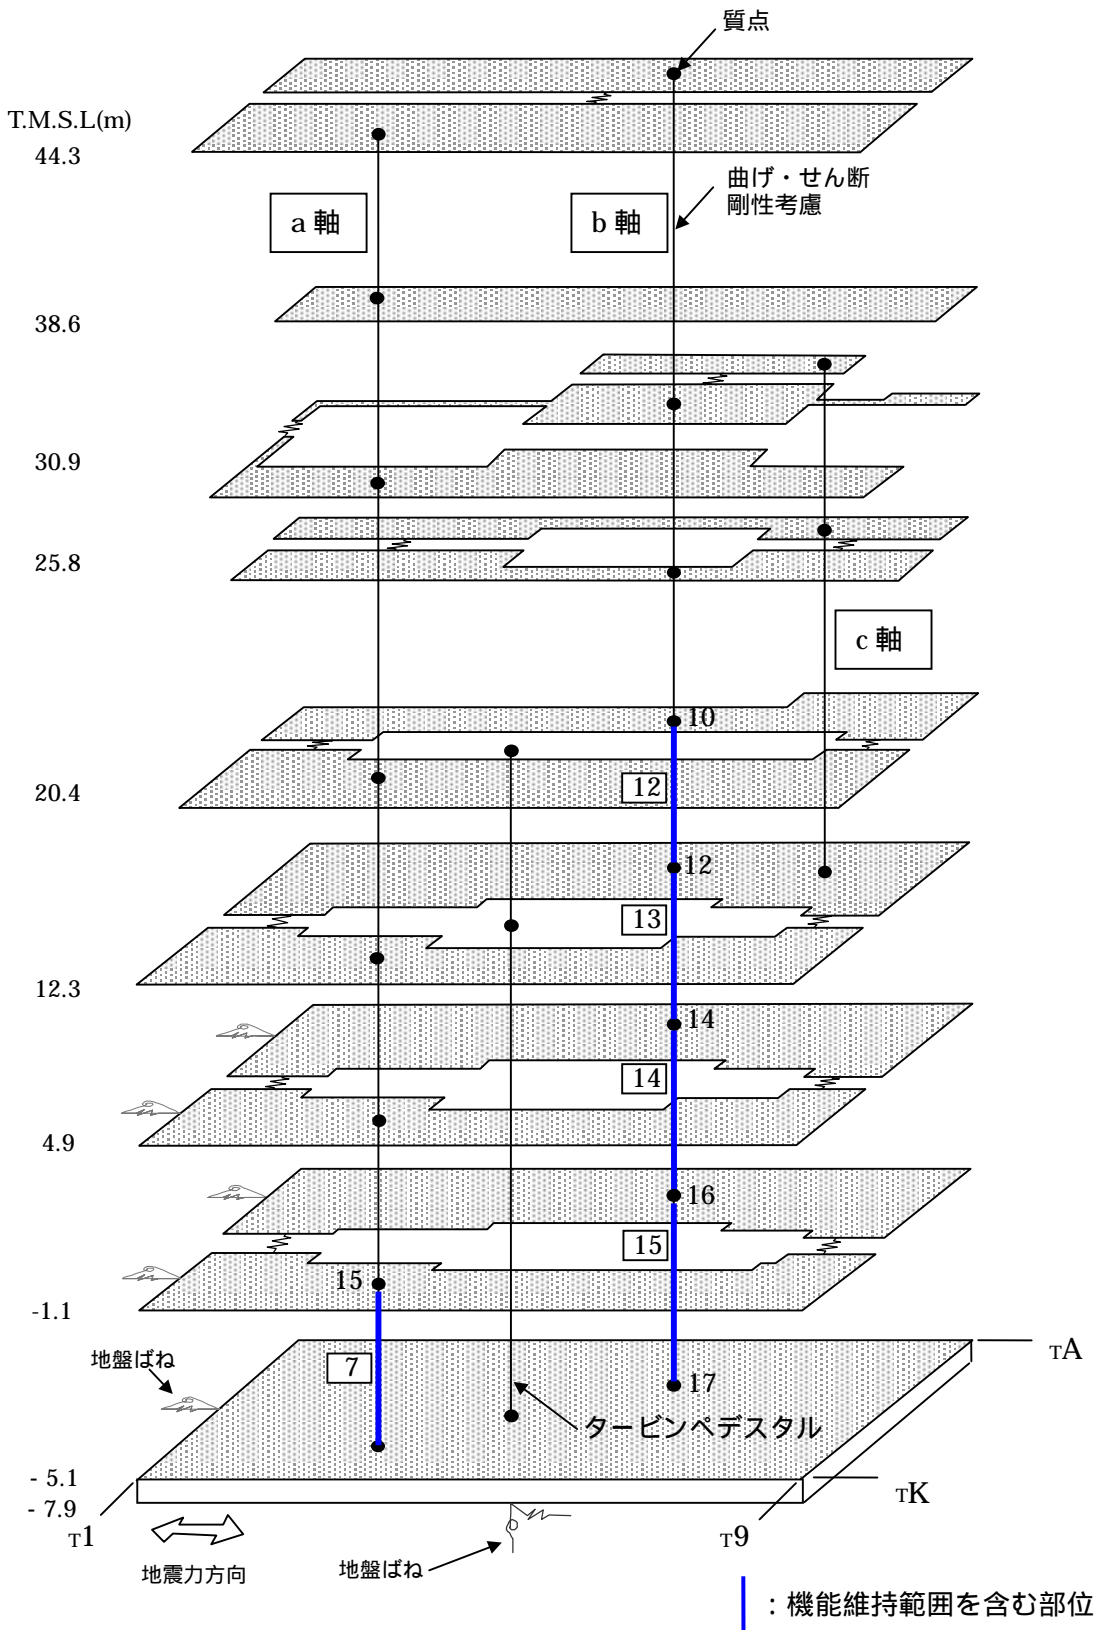 質点
T.M.S.L(m)
44.3
曲げ・せん断
剛性考慮
a 軸
b 軸
38.6
30.9
25.8
c 軸
10
12
20.4
12
13
12.3
14
14
4.9
16
15
15
-1.1
地盤ばね
TA
7
17
タービンペデスタル
- 5.1
- 7.9
TK
T1
T9
地震力方向
地盤ばね
：機能維持範囲を含む部位